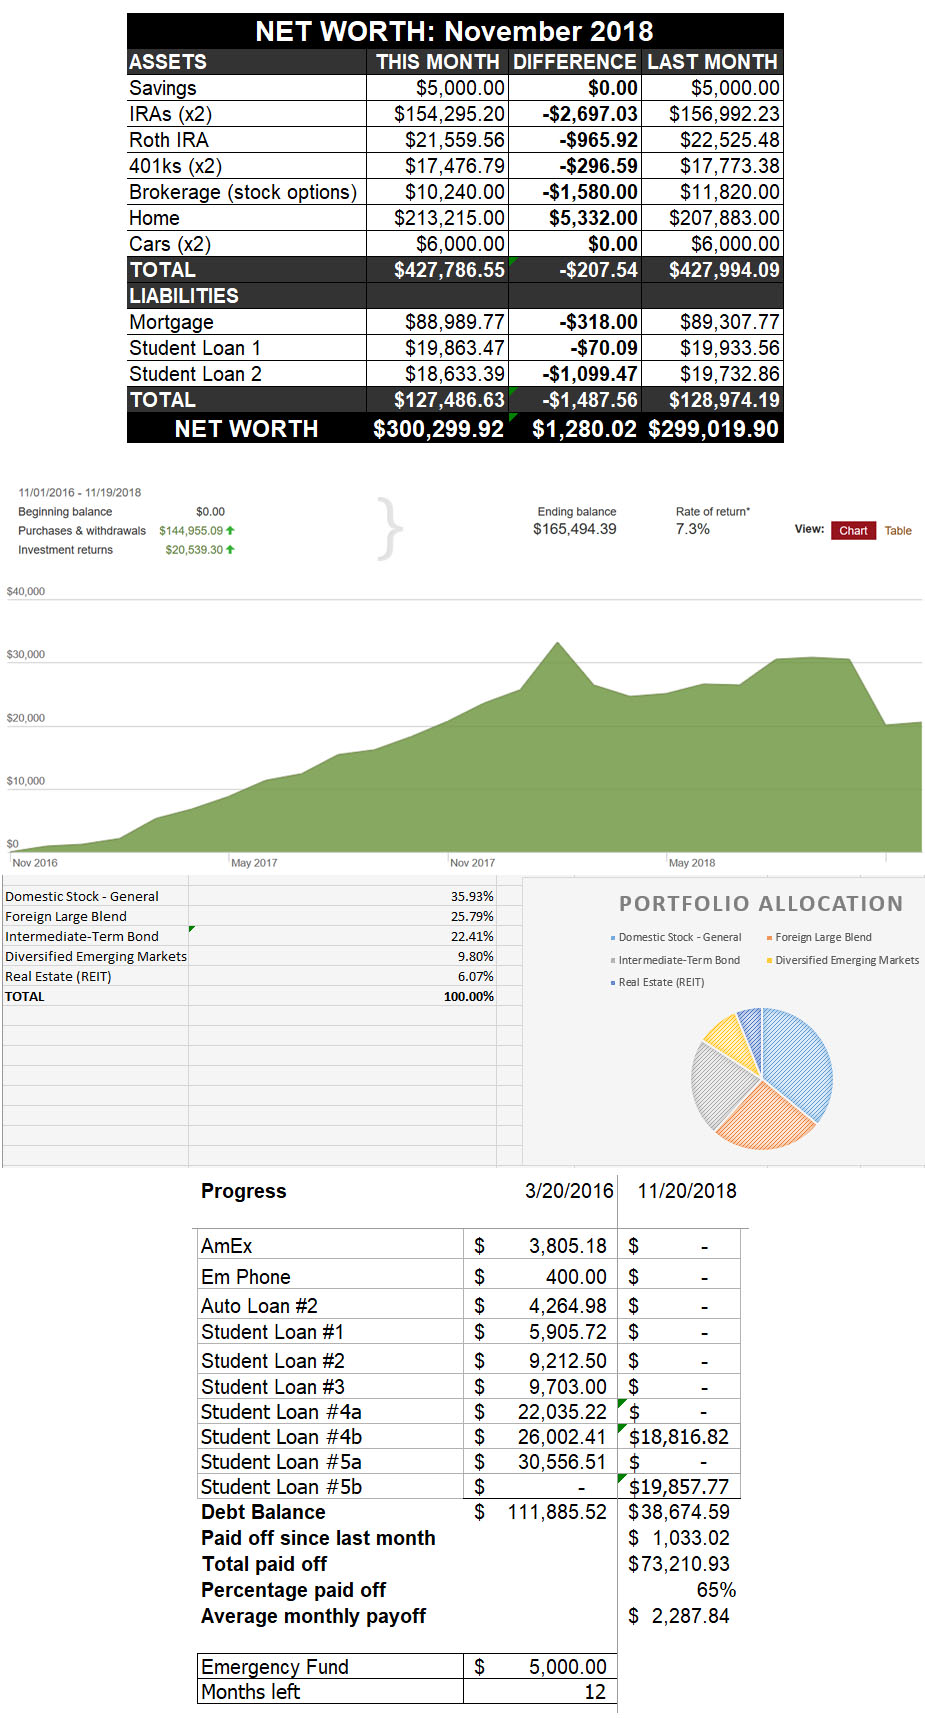 NET WORTH: November 2018
ASSETS THIS MONTH DIFFERENCE LAST MONTH
Savings $5,000.00 $0.00 $5,000.00
IRAs (x2) $154,295.20 -$2,697.03 $156,992.23
Roth IRA $21,559.56 -$965.92 $22,525.48
401ks (x2) $17,476.79 -$296.59 $17,773.38
Brokerage (stock options) $10,240.00 -$1,580.00 $11,820.00
Home $213,215.00 $5,332.00 $207,883.00
Cars (x2) $6,000.00 $0.00 $6,000.00
TOTAL $427,786.55 -$207.54 $427,994.09
LIABILITIES
Mortgage $88,989.77 -$318.00 $89,307.77
Student Loan 1 $19,863.47 -$70.09 $19,933.56
Student Loan 2 $18,633.39 -$1,099.47 $19,732.86
TOTAL $127,486.63 -$1,487.56 $128,974.19
NET WORTH $300,299.92 $1,280.02 $299,019.90
11/01/2016 - 11/19/2018
Beginning balance $0.00 Ending balance Rate of return*
Purchases & withdrawals $144,955.09 $165,494.39 7.3% View: Chart Table
Investment returns $20,539.30
$40,000
$30,000
$20,000
$10,000
$0
Nov 2016 May 2017 Nov 2017 May 2018
Domestic Stock - General 35.93%
Foreign Large Blend 25.79%
Intermediate-Term Bond 22.41%
Diversified Emerging Markets 9.80%
Real Estate (REIT) 6.07%
TOTAL 100.00%
PORTFOLIO ALLOCATION
Domestic Stock - General Foreign Large Blend
Intermediate-Term Bond Diversified Emerging Markets
Real Estate (REIT)
Progress 3/20/2016 11/20/2018
AmEx $ 3,805.18 $ -
Em Phone $ 400.00 $ -
Auto Loan #2 $ 4,264.98 $ -
Student Loan #1 $ 5,905.72 $ -
Student Loan #2 $ 9,212.50 $ -
Student Loan #3 $ 9,703.00 $ -
Student Loan #4a $ 22,035.22 $ -
Student Loan #4b $ 26,002.41 $18,816.82
Student Loan #5a $ 30,556.51 $ -
Student Loan #5b $ - $19,857.77
Debt Balance $ 111,885.52 $38,674.59
Paid off since last month $ 1,033.02
Total paid off $73,210.93
Percentage paid off 65%
Average monthly payoff $ 2,287.84
Emergency Fund $ 5,000.00
Months left 12